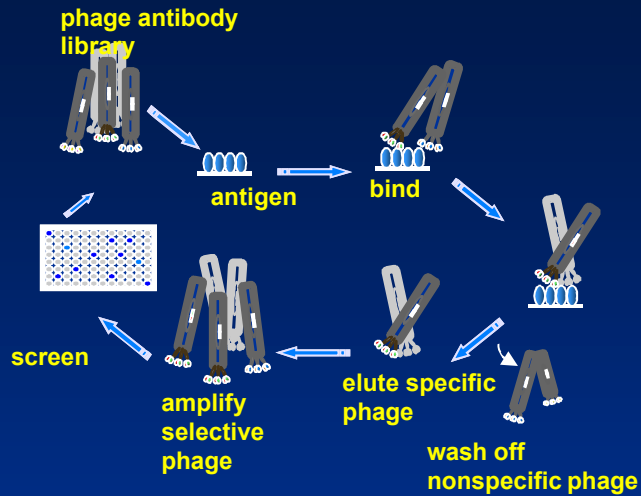 phage antibody
library
antigen
bind
screen
amplify
selective
phage
elute specific
phage
wash off
nonspecific phage